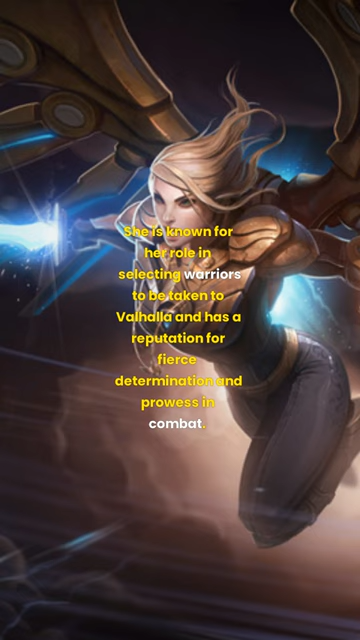 She is known for
her role in
selecting warriors
to be taken to
Valhalla and has a
reputation for
fierce
determination and
prowess in
combat.